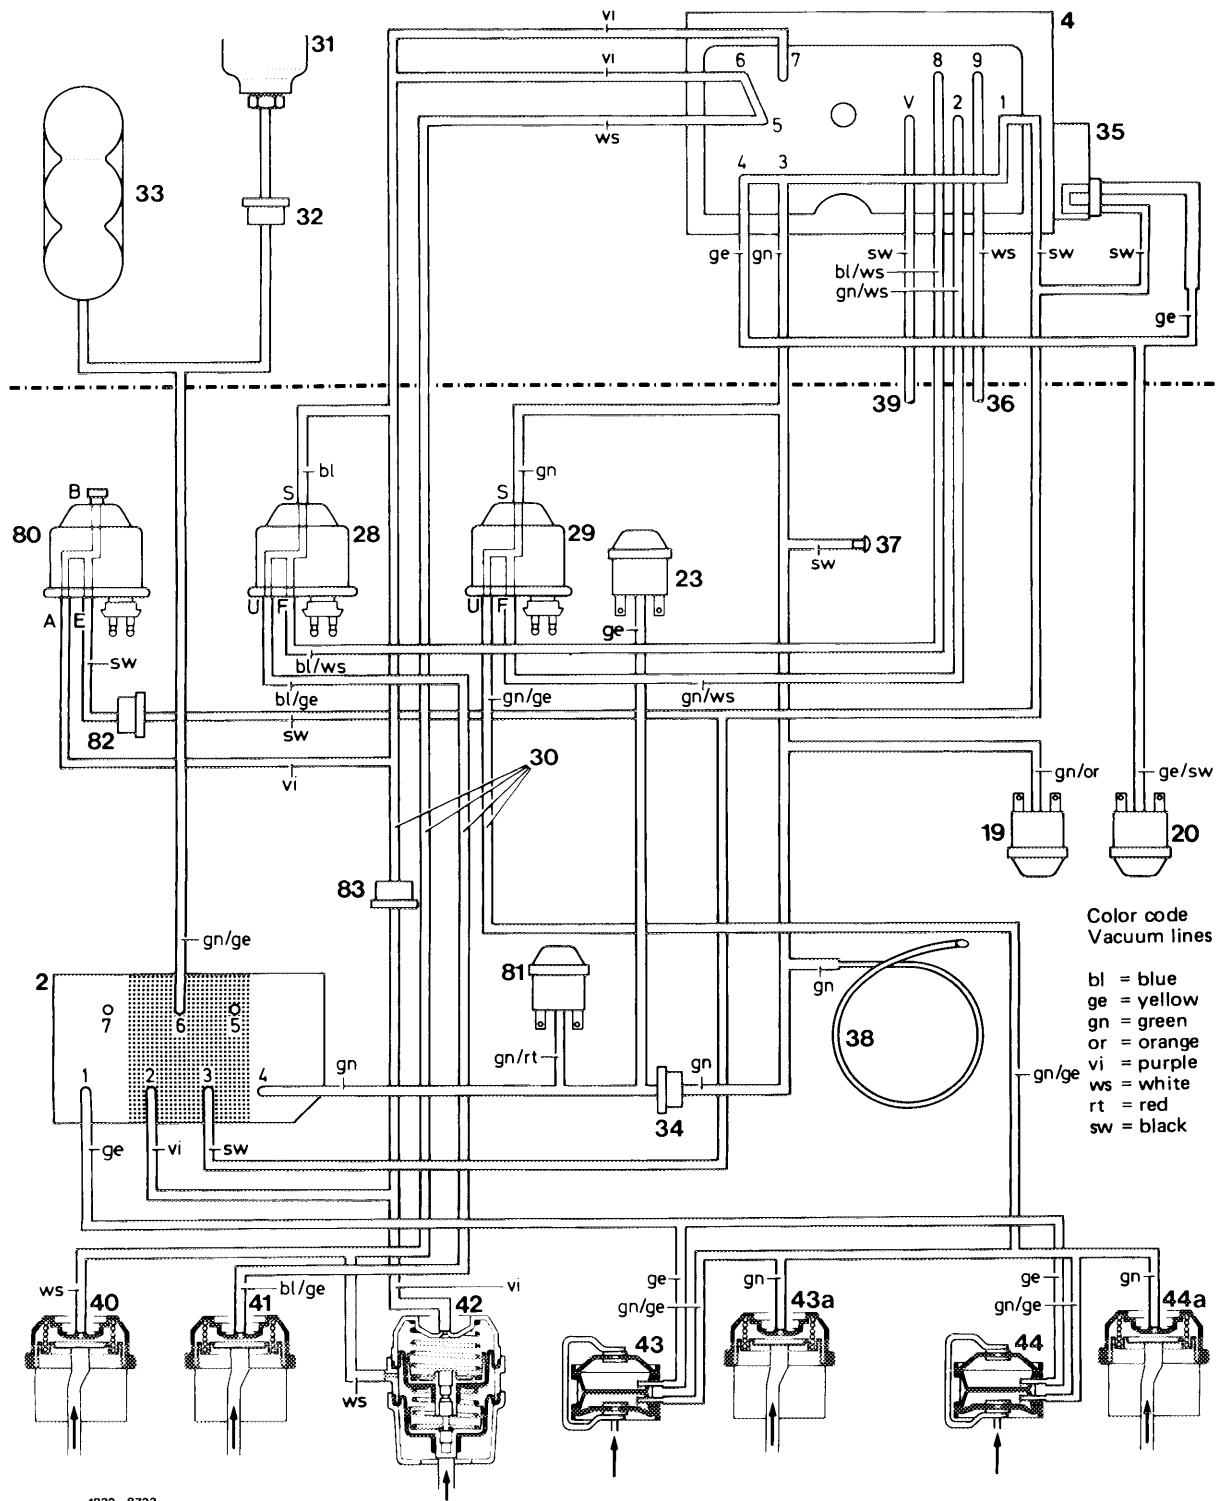 vi
4
31
6
7
8
9
vi
33
V
2
1
5
35
ws
32
4
3
ge
gn
sw
ws
sw
sw
bl/ws
gn/ws
ge
39
36
bl
gn
B
S
S
80
28
29
37
23
sw
A
E
U
F
U
F
ge
sw
bl/ws
bl/ge
gn/ge
gn/ws
82
sw
30
gn/or
ge/sw
vi
19
20
83
Color code
Vacuum lines
gn/ge
bl = blue
ge = yellow
gn = green
or = orange
vi = purple
ws = white
rt = red
sw = black
2
81
7
6
5
gn
38
gn/rt
1
2
3
4
gn
gn
gn/ge
34
ge
vi
sw
ws
40
bl/ge
41
vi
42
ge
gn/ge
43
gn
43a
ge
gn/ge
44
gn
44a
ws